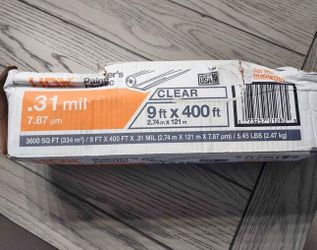 HDX
.31 mil
7.87 µm
CLEAR
9 ft x 400 ft
2.74 m x 121 m
3600 SQ FT (334 m²) / 9 FT X 400 FT X .31 MIL (2.74 m X 121 m X 7.87 µm) / 5.45 LBS (2.47 kg)